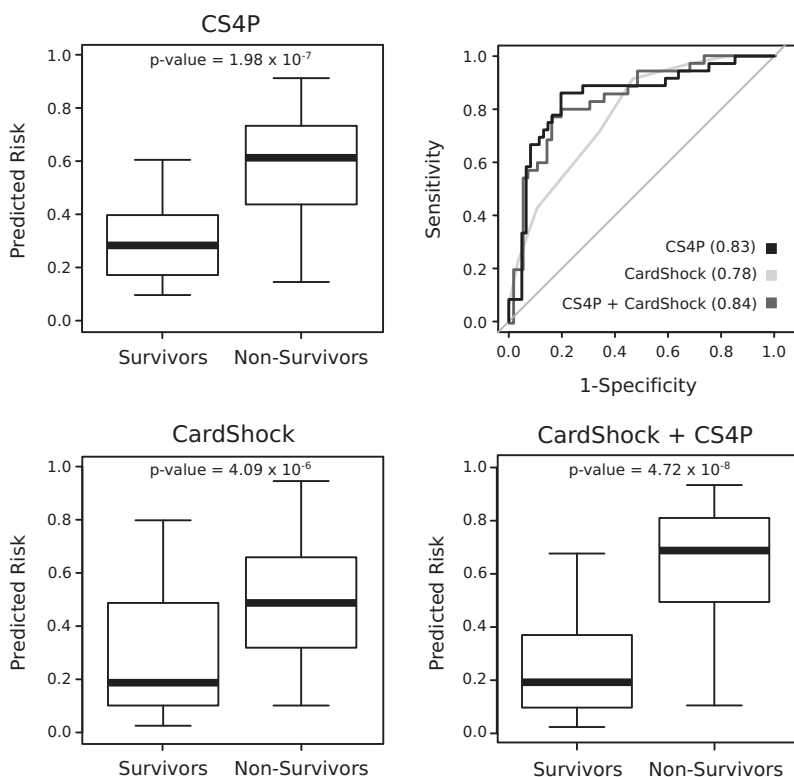 CS4P
p-value = 1.98 x 10⁻⁷
Predicted Risk
1.0
0.8
0.6
0.4
0.2
0.0
Survivors Non-Survivors
Sensitivity
1.0
0.8
0.6
0.4
0.2
0.0
CS4P (0.83)
CardShock (0.78)
CS4P + CardShock (0.84)
0.0 0.2 0.4 0.6 0.8 1.0
1-Specificity
CardShock
p-value = 4.09 x 10⁻⁶
Predicted Risk
1.0
0.8
0.6
0.4
0.2
0.0
Survivors Non-Survivors
CardShock + CS4P
p-value = 4.72 x 10⁻⁸
Predicted Risk
1.0
0.8
0.6
0.4
0.2
0.0
Survivors Non-Survivors